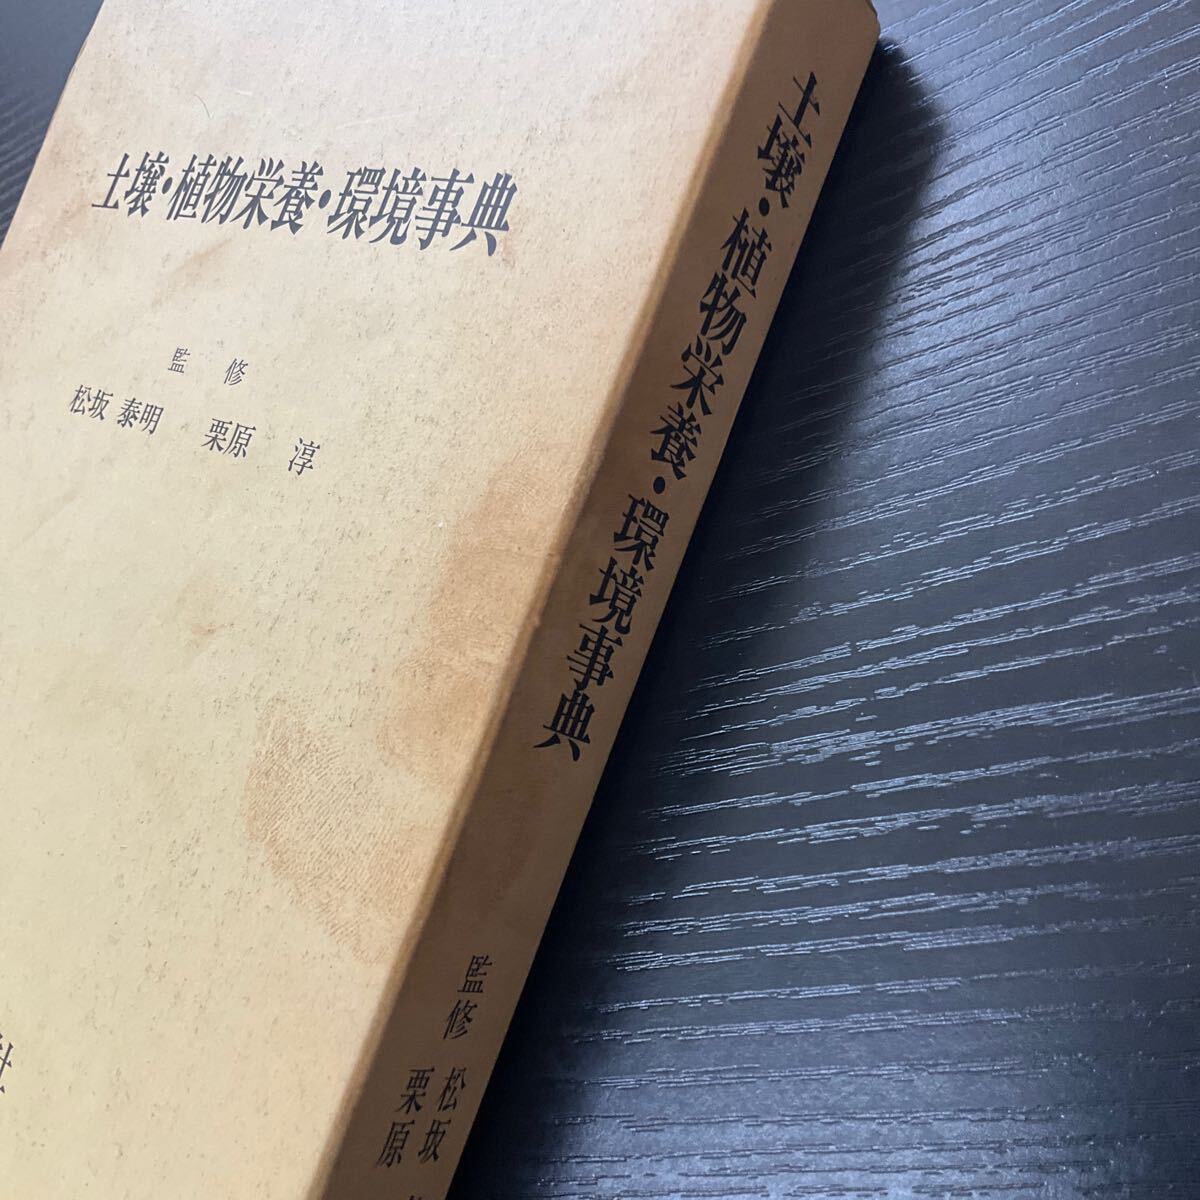 土壌・植物栄養・環境事典
監修
松坂 泰明 栗原 淳
社
土壌・植物栄養・環境事典
監修
松坂
栗原